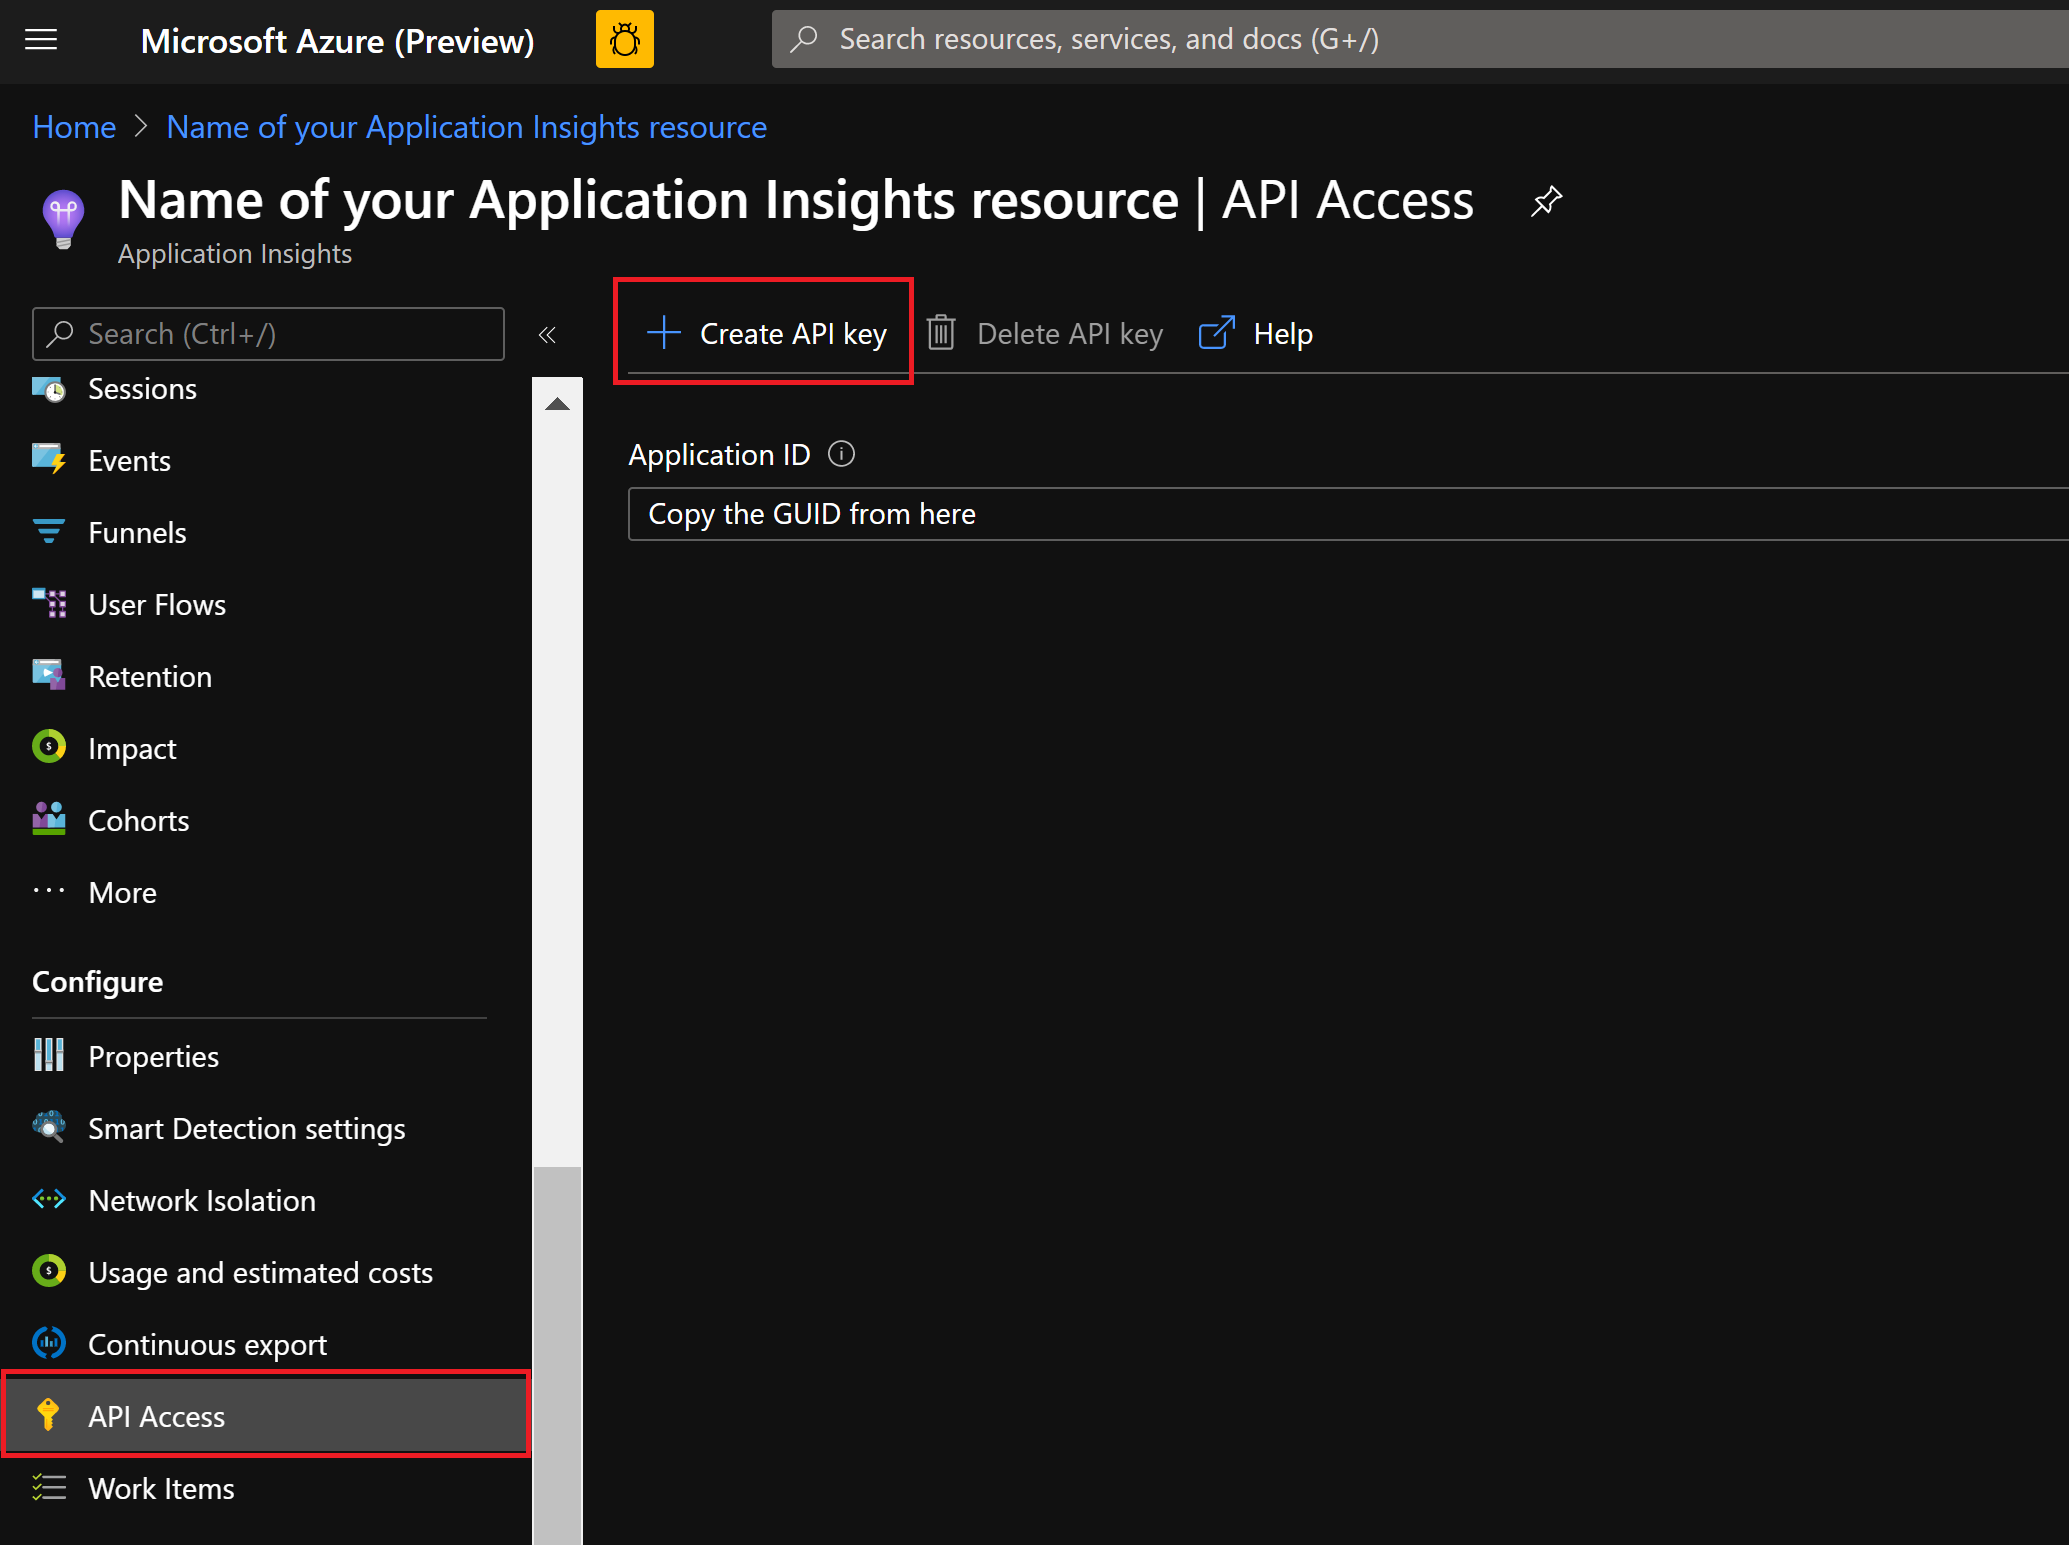 Microsoft Azure (Preview)
Search resources, services, and docs (G+/)
Home > Name of your Application Insights resource
Name of your Application Insights resource | API Access
Application Insights
Search (Ctrl+/)
«
Create API key
Delete API key
Help
Sessions
Events
Funnels
User Flows
Retention
Impact
Cohorts
More
Configure
Properties
Smart Detection settings
Network Isolation
Usage and estimated costs
Continuous export
API Access
Work Items
Application ID
Copy the GUID from here